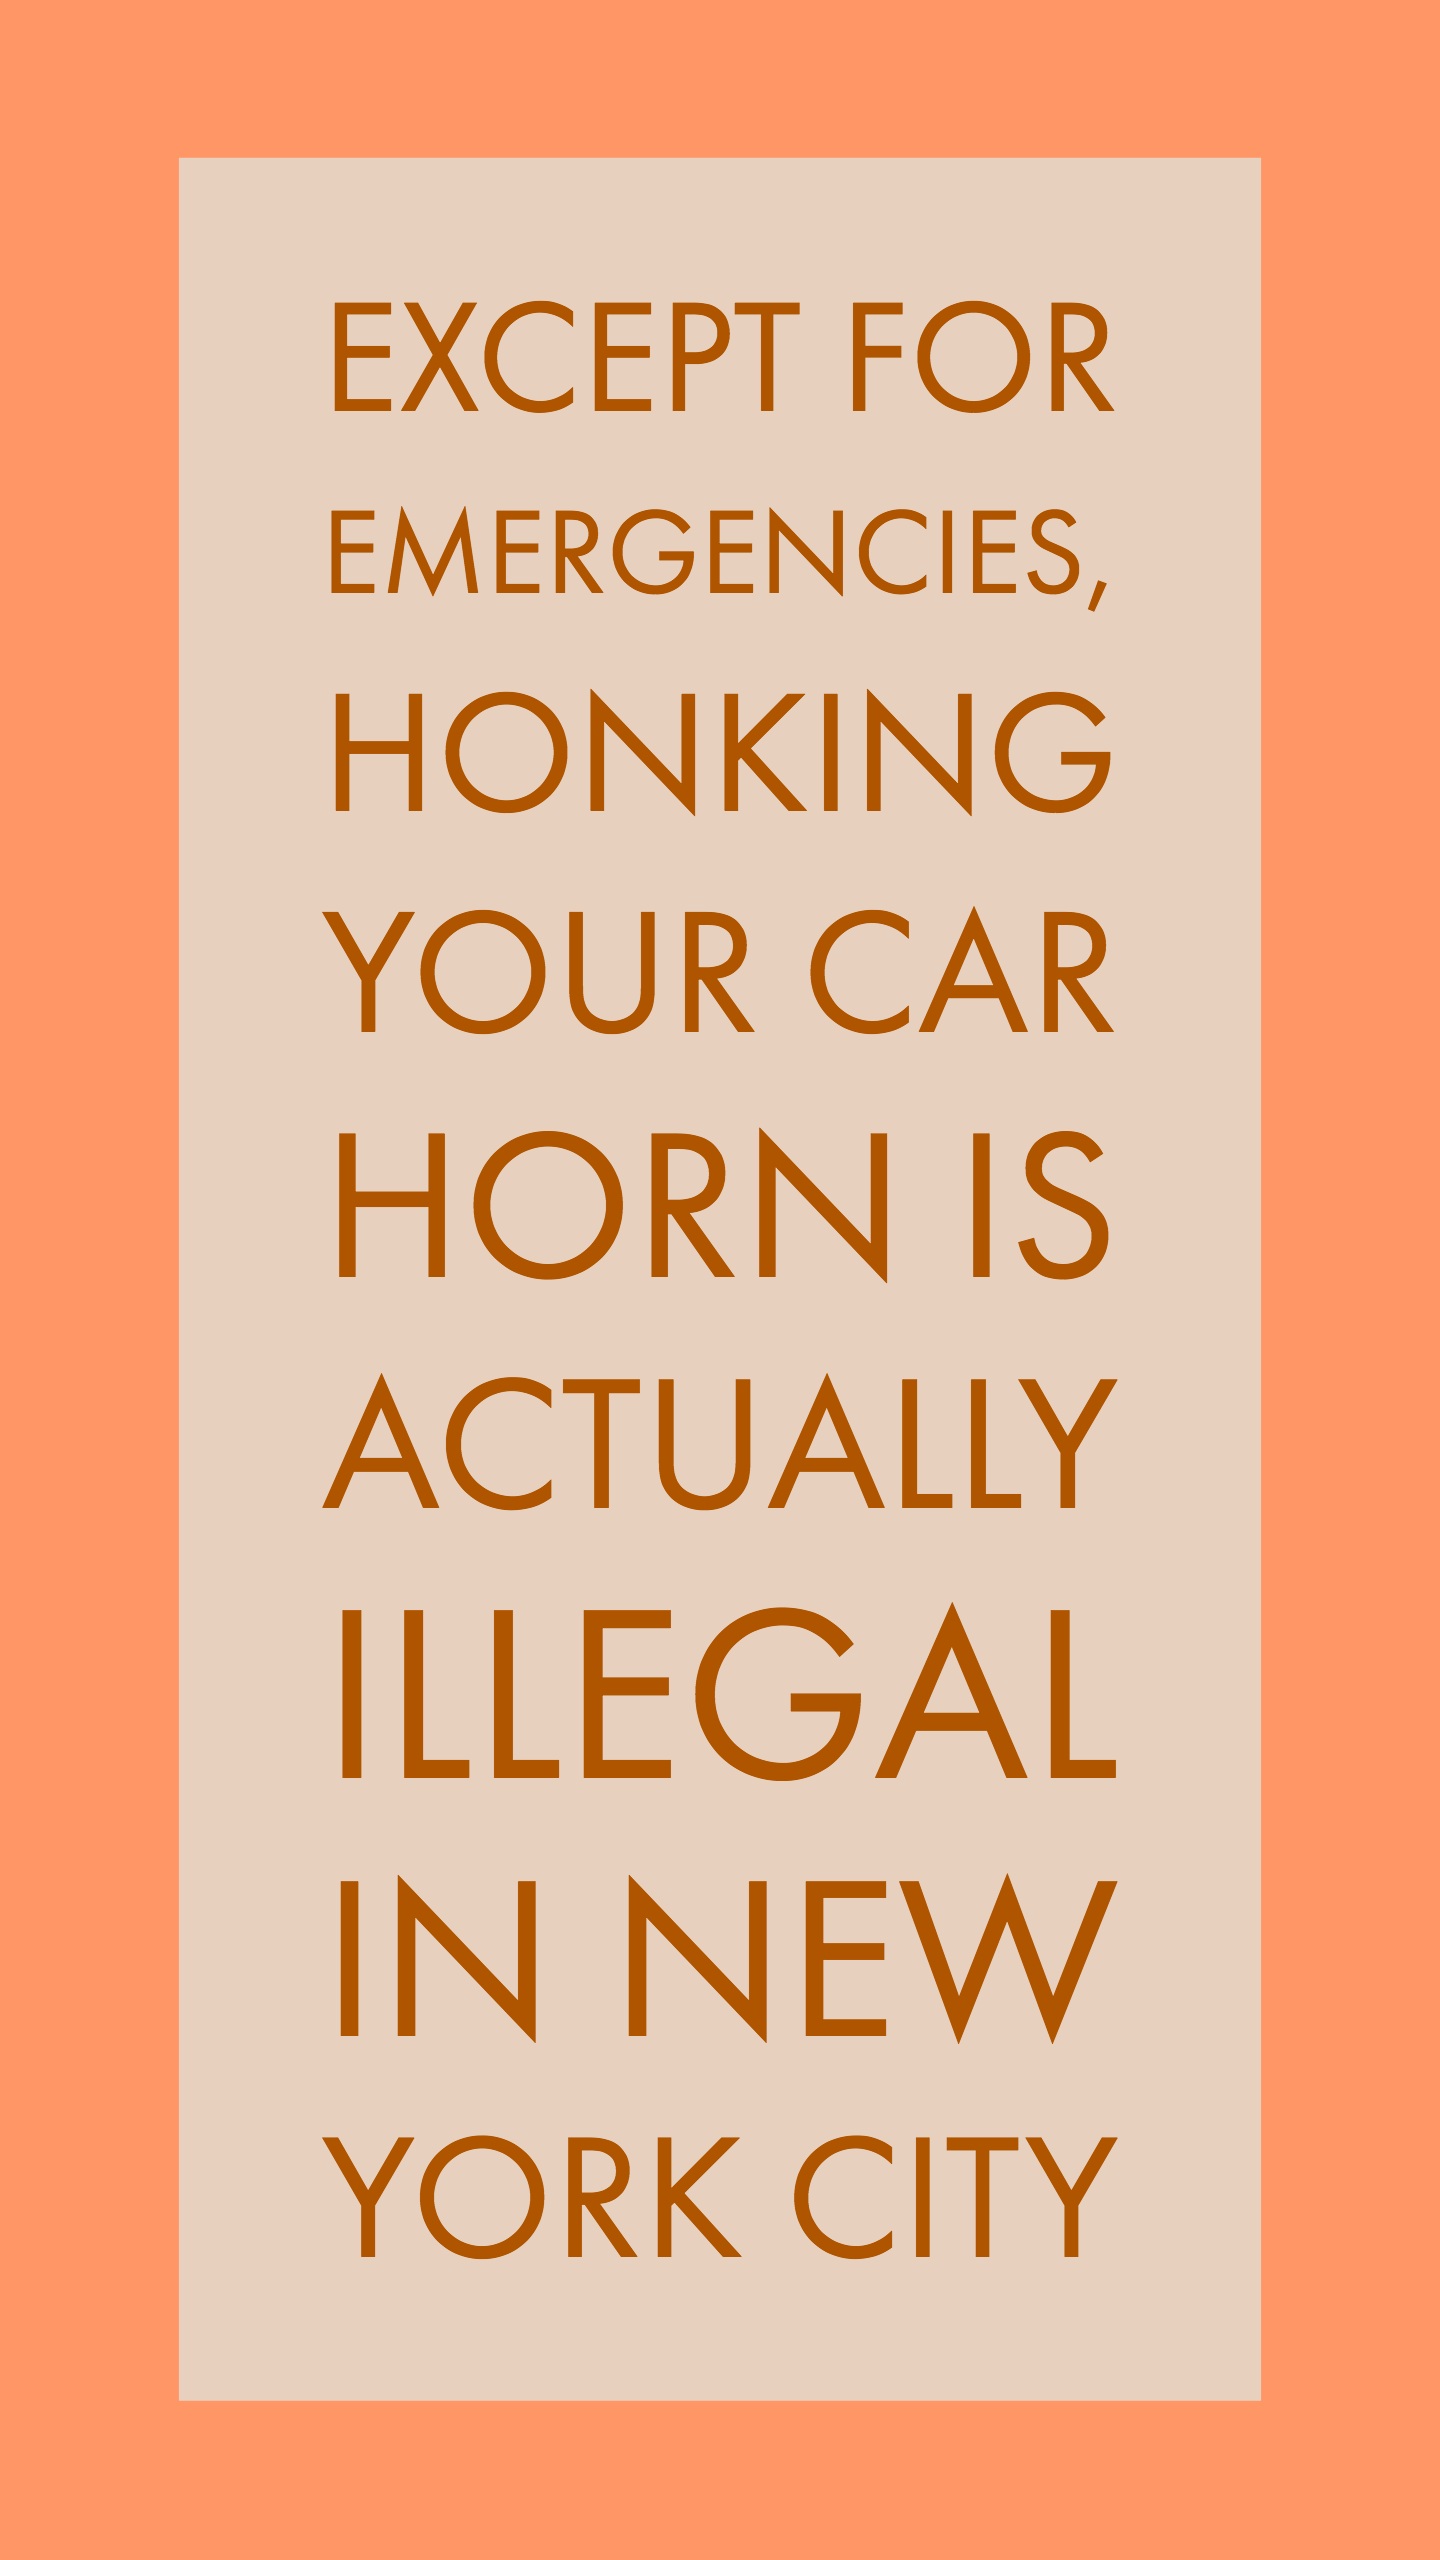 EXCEPT FOR
EMERGENCIES,
HONKING
YOUR CAR
HORN IS
ACTUALLY
ILLEGAL
IN NEW
YORK CITY